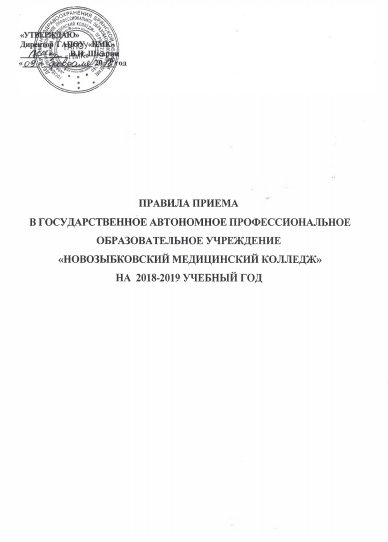 «УТВЕРЖДАЮ»
Директор ГАПОУ «НМК»
В.И. Шкарин
год
ПРАВИЛА ПРИЕМА
В ГОСУДАРСТВЕННОЕ АВТОНОМНОЕ ПРОФЕССИОНАЛЬНОЕ
ОБРАЗОВАТЕЛЬНОЕ УЧРЕЖДЕНИЕ
«НОВОЗЫБКОВСКИЙ МЕДИЦИНСКИЙ КОЛЛЕДЖ»
НА 2018-2019 УЧЕБНЫЙ ГОД